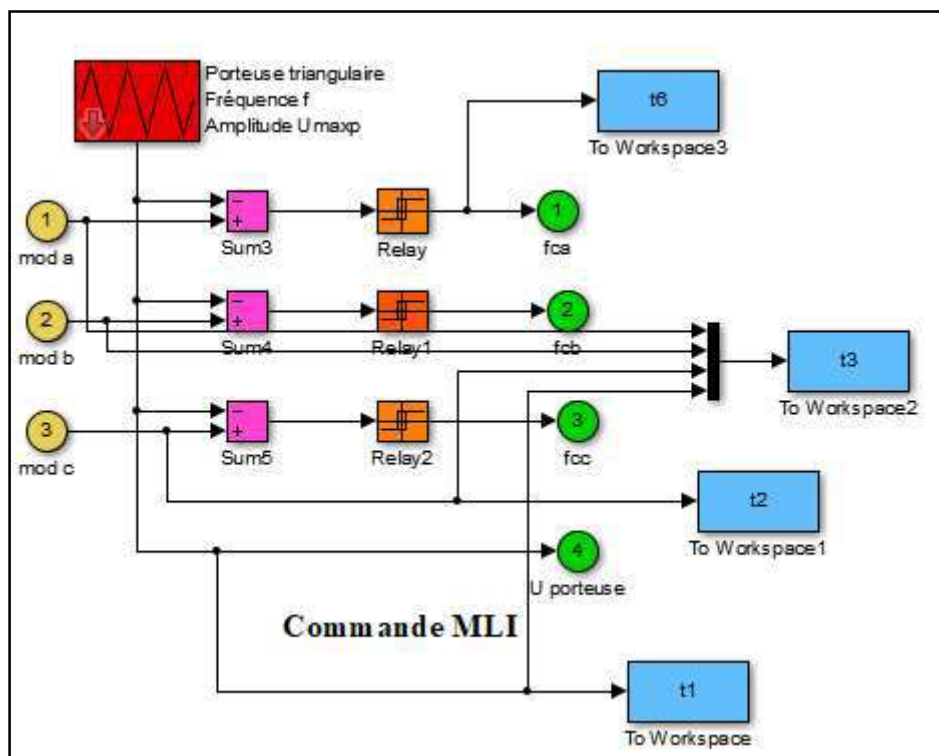 Porteuse triangulaire
Fréquence f
Amplitude Umaxp
t6
To Workspace3
1
mod a
−
+
Sum3
Relay
1
fca
2
mod b
−
+
Sum4
Relay1
2
fcb
t3
To Workspace2
3
mod c
−
+
Sum5
Relay2
3
fcc
t2
To Workspace1
4
U porteuse
Commande MLI
t1
To Workspace